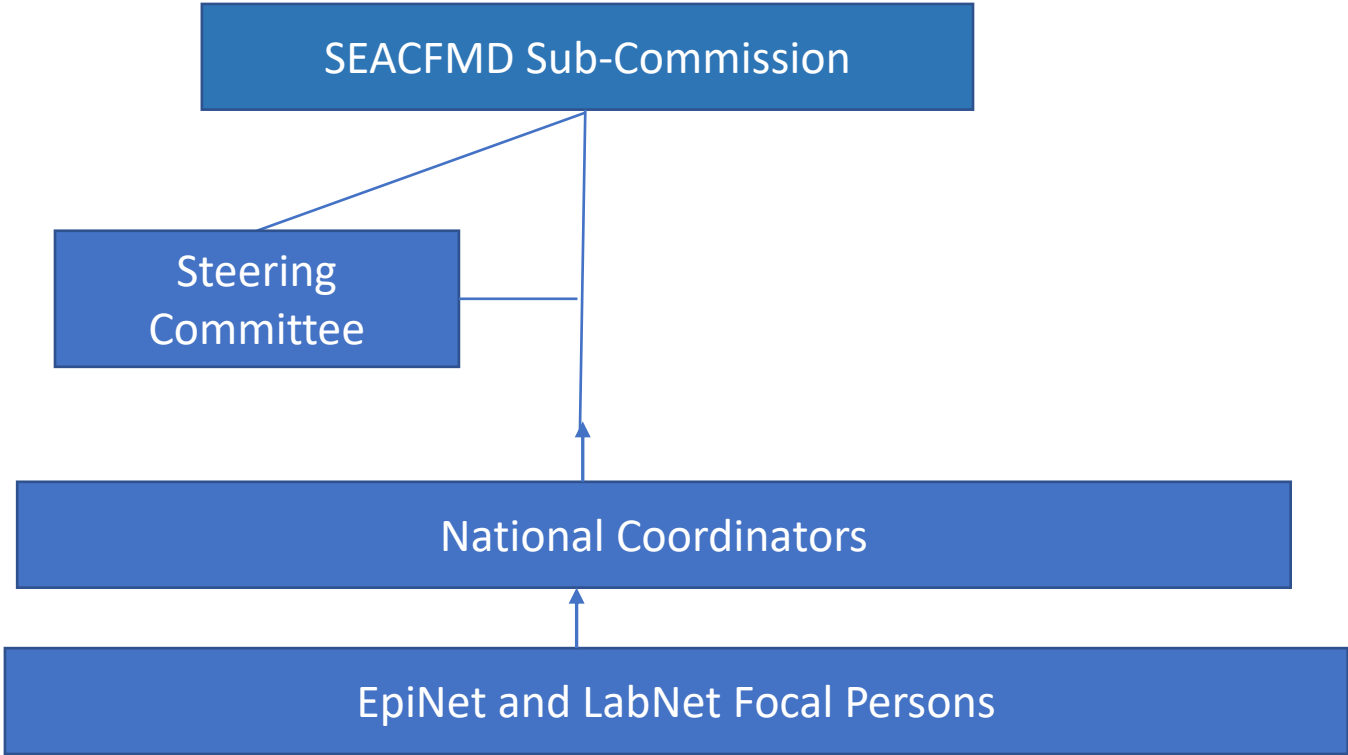 SEACFMD Sub-Commission
Steering
Committee
National Coordinators
EpiNet and LabNet Focal Persons